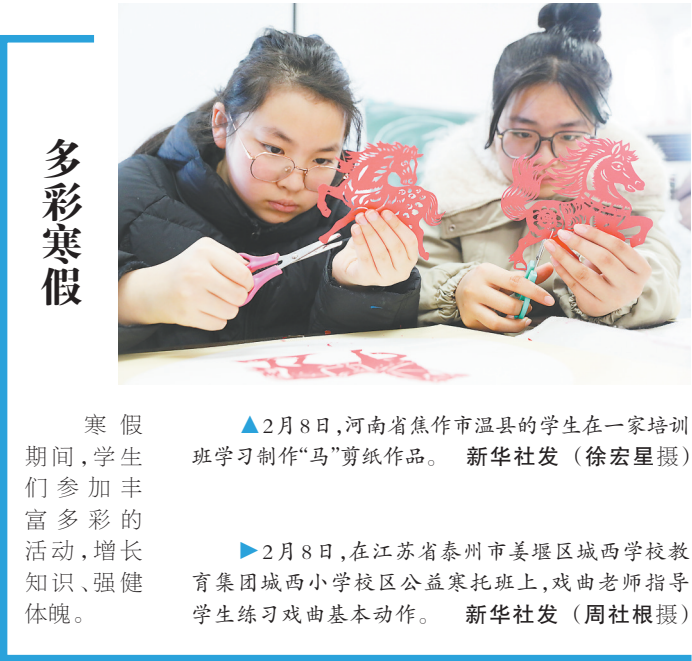 多彩寒假
寒假
期间,学生
们参加丰
富多彩的
活动,增长
知识、强健
体魄。
▲2月8日,河南省焦作市温县的学生在一家培训
班学习制作“马”剪纸作品。 新华社发（徐宏星摄）
▶2月8日,在江苏省泰州市姜堰区城西学校教
育集团城西小学校区公益寒托班上,戏曲老师指导
学生练习戏曲基本动作。 新华社发（周社根摄）